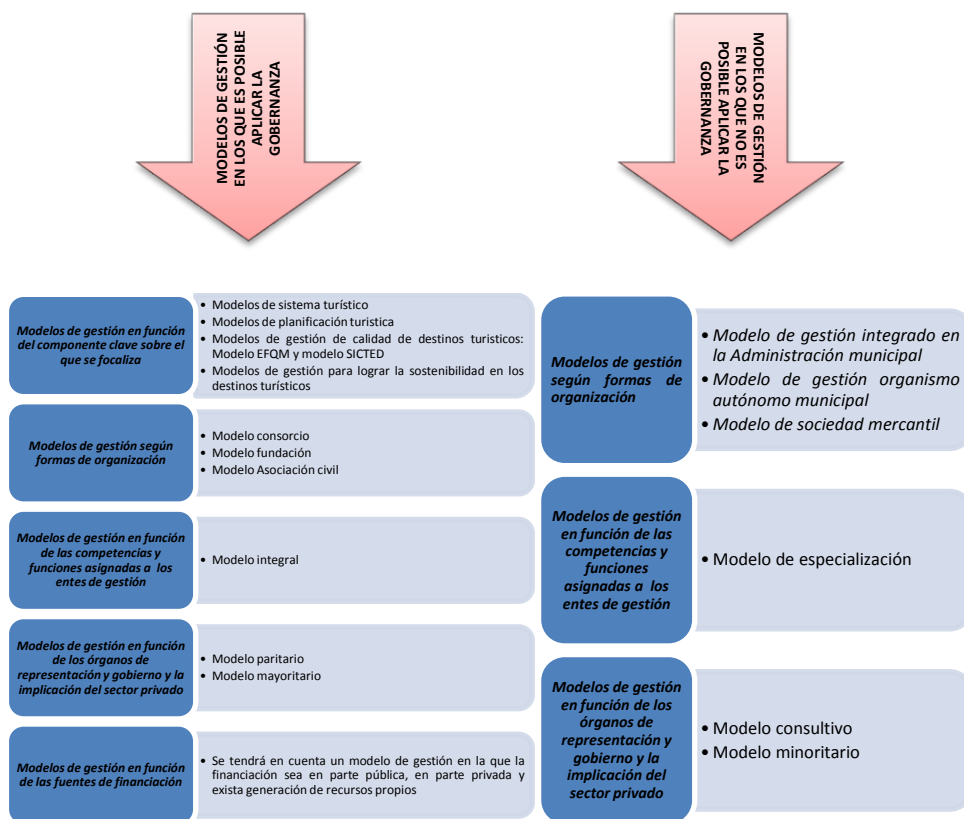 MODELOS DE GESTIÓN
EN LOS QUE ES POSIBLE
APLICAR LA
GOBERNANZA
Modelos de gestión en función
del componente clave sobre el
que se focaliza
• Modelos de sistema turístico
• Modelos de planificación turistica
• Modelos de gestión de calidad de destinos turisticos:
Modelo EFQM y modelo SICTED
• Modelos de gestión para lograr la sostenibilidad en los
destinos turísticos
Modelos de gestión según
formas de organización
• Modelo consorcio
• Modelo fundación
• Modelo Asociación civil
Modelos de gestión en función
de las competencias y
funciones asignadas a los
entes de gestión
• Modelo integral
Modelos de gestión en función
de los órganos de
representación y gobierno y la
implicación del sector privado
• Modelo paritario
• Modelo mayoritario
Modelos de gestión en función
de las fuentes de financiación
• Se tendrá en cuenta un modelo de gestión en la que la
financiación sea en parte pública, en parte privada y
exista generación de recursos propios
MODELOS DE GESTIÓN
EN LOS QUE NO ES
POSIBLE APLICAR LA
GOBERNANZA
Modelos de gestión
según formas de
organización
• Modelo de gestión integrado en
la Administración municipal
• Modelo de gestión organismo
autónomo municipal
• Modelo de sociedad mercantil
Modelos de gestión
en función de las
competencias y
funciones
asignadas a los
entes de gestión
• Modelo de especialización
Modelos de gestión
en función de los
órganos de
representación y
gobierno y la
implicación del
sector privado
• Modelo consultivo
• Modelo minoritario